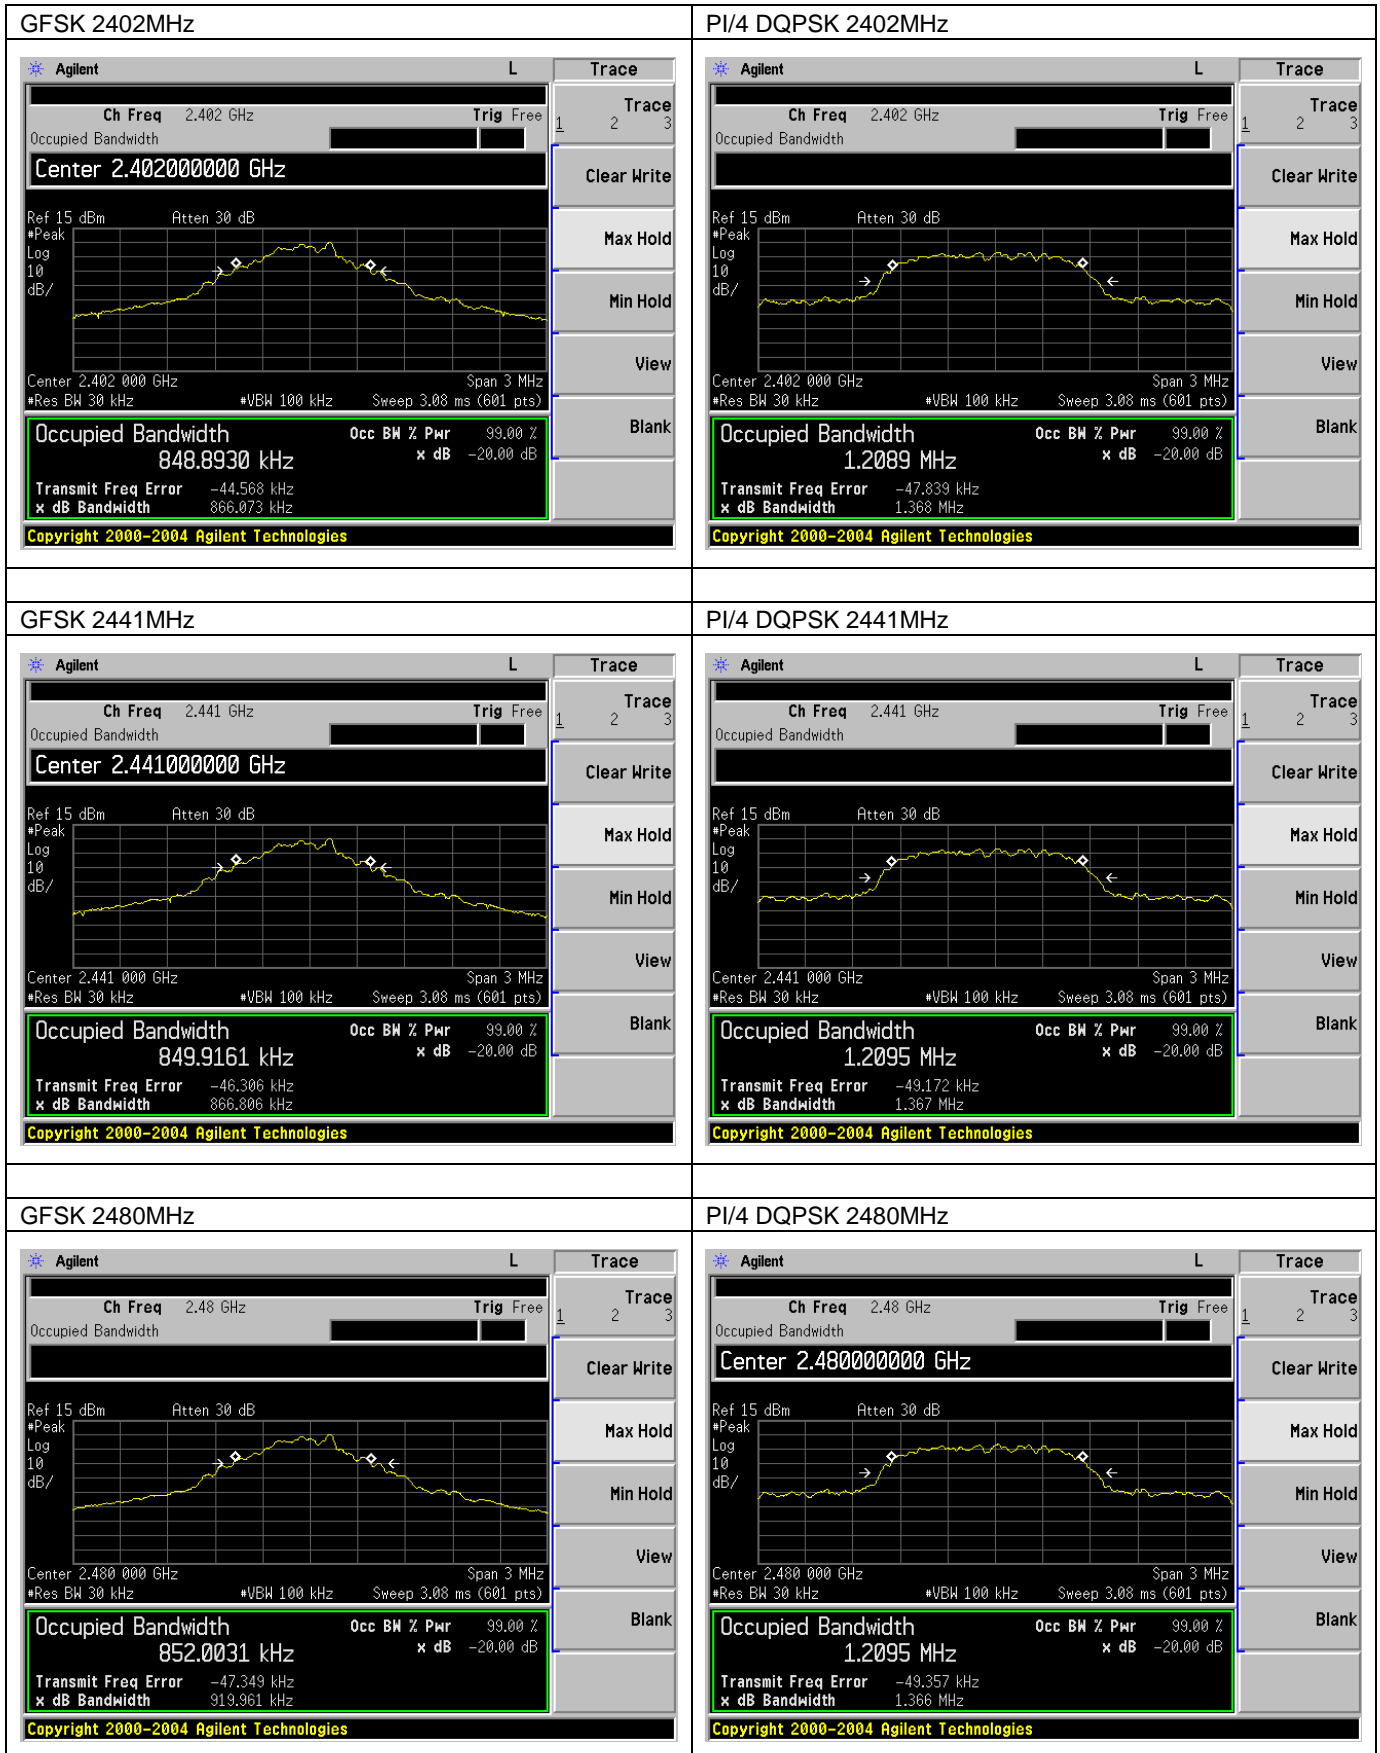 GFSK 2402MHz
PI/4 DQPSK 2402MHz
Agilent L Trace
Ch Freq 2.402 GHz Trig Free
Occupied Bandwidth
Center 2.402000000 GHz
Ref 15 dBm Atten 30 dB
#Peak
Log
10
dB/
Center 2.402 000 GHz Span 3 MHz
#Res BW 30 kHz #VBW 100 kHz Sweep 3.08 ms (601 pts)
Occupied Bandwidth Occ BW % Pwr 99.00 %
848.8930 kHz x dB -20.00 dB
Transmit Freq Error -44.568 kHz
x dB Bandwidth 866.073 kHz
Copyright 2000-2004 Agilent Technologies
Trace
1 2 3
Clear Write
Max Hold
Min Hold
View
Blank
Agilent L Trace
Ch Freq 2.402 GHz Trig Free
Occupied Bandwidth
Ref 15 dBm Atten 30 dB
#Peak
Log
10
dB/
Center 2.402 000 GHz Span 3 MHz
#Res BW 30 kHz #VBW 100 kHz Sweep 3.08 ms (601 pts)
Occupied Bandwidth Occ BW % Pwr 99.00 %
1.2089 MHz x dB -20.00 dB
Transmit Freq Error -47.839 kHz
x dB Bandwidth 1.368 MHz
Copyright 2000-2004 Agilent Technologies
Trace
1 2 3
Clear Write
Max Hold
Min Hold
View
Blank
GFSK 2441MHz
PI/4 DQPSK 2441MHz
Agilent L Trace
Ch Freq 2.441 GHz Trig Free
Occupied Bandwidth
Center 2.441000000 GHz
Ref 15 dBm Atten 30 dB
#Peak
Log
10
dB/
Center 2.441 000 GHz Span 3 MHz
#Res BW 30 kHz #VBW 100 kHz Sweep 3.08 ms (601 pts)
Occupied Bandwidth Occ BW % Pwr 99.00 %
849.9161 kHz x dB -20.00 dB
Transmit Freq Error -46.306 kHz
x dB Bandwidth 866.806 kHz
Copyright 2000-2004 Agilent Technologies
Trace
1 2 3
Clear Write
Max Hold
Min Hold
View
Blank
Agilent L Trace
Ch Freq 2.441 GHz Trig Free
Occupied Bandwidth
Ref 15 dBm Atten 30 dB
#Peak
Log
10
dB/
Center 2.441 000 GHz Span 3 MHz
#Res BW 30 kHz #VBW 100 kHz Sweep 3.08 ms (601 pts)
Occupied Bandwidth Occ BW % Pwr 99.00 %
1.2095 MHz x dB -20.00 dB
Transmit Freq Error -49.172 kHz
x dB Bandwidth 1.367 MHz
Copyright 2000-2004 Agilent Technologies
Trace
1 2 3
Clear Write
Max Hold
Min Hold
View
Blank
GFSK 2480MHz
PI/4 DQPSK 2480MHz
Agilent L Trace
Ch Freq 2.48 GHz Trig Free
Occupied Bandwidth
Ref 15 dBm Atten 30 dB
#Peak
Log
10
dB/
Center 2.480 000 GHz Span 3 MHz
#Res BW 30 kHz #VBW 100 kHz Sweep 3.08 ms (601 pts)
Occupied Bandwidth Occ BW % Pwr 99.00 %
852.0031 kHz x dB -20.00 dB
Transmit Freq Error -47.349 kHz
x dB Bandwidth 919.961 kHz
Copyright 2000-2004 Agilent Technologies
Trace
1 2 3
Clear Write
Max Hold
Min Hold
View
Blank
Agilent L Trace
Ch Freq 2.48 GHz Trig Free
Occupied Bandwidth
Center 2.480000000 GHz
Ref 15 dBm Atten 30 dB
#Peak
Log
10
dB/
Center 2.480 000 GHz Span 3 MHz
#Res BW 30 kHz #VBW 100 kHz Sweep 3.08 ms (601 pts)
Occupied Bandwidth Occ BW % Pwr 99.00 %
1.2095 MHz x dB -20.00 dB
Transmit Freq Error -49.357 kHz
x dB Bandwidth 1.366 MHz
Copyright 2000-2004 Agilent Technologies
Trace
1 2 3
Clear Write
Max Hold
Min Hold
View
Blank